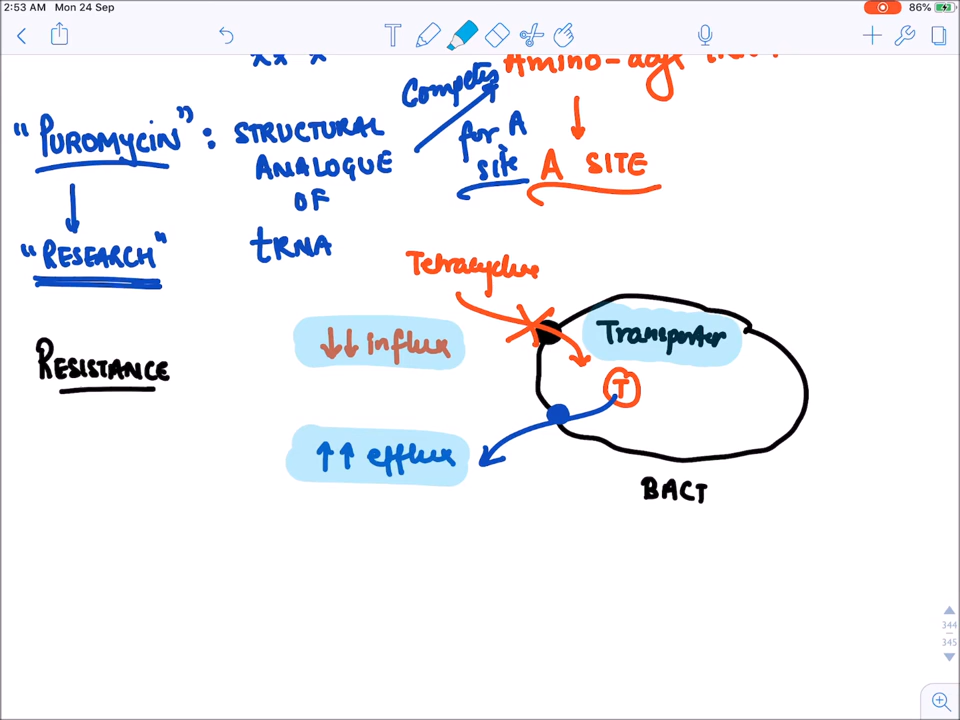 2:53 AM Mon 24 Sep
86%
T
Competes
Amino-acyl
"PUROMYCIN" : STRUCTURAL
ANALOGUE
OF
tRNA
for A
site
A SITE
"RESEARCH"
Tetracycline
↓↓ influx
Transporter
RESISTANCE
T
↑↑ efflux
BACT
344
345